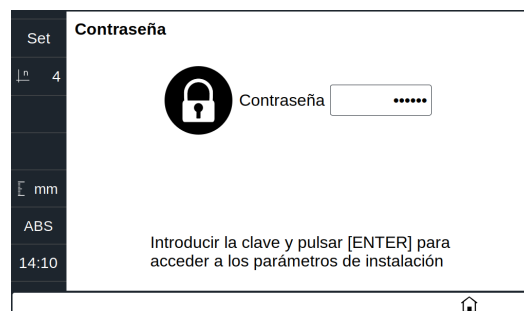 Set
n 4
mm
ABS
14:10
Contraseña
Contraseña ••••••
Introducir la clave y pulsar [ENTER] para
acceder a los parámetros de instalación